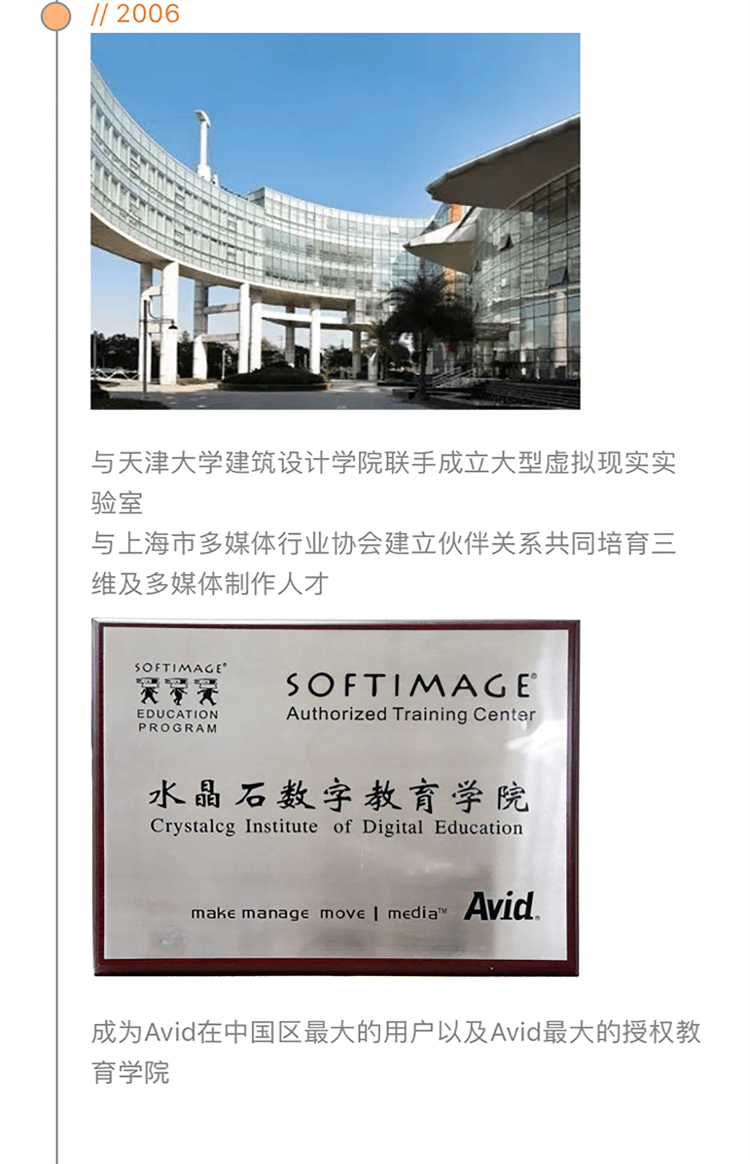 // 2006
与天津大学建筑设计学院联手成立大型虚拟现实实
验室
与上海市多媒体行业协会建立伙伴关系共同培育三
维及多媒体制作人才
SOFTIMAGE®
EDUCATION
PROGRAM
SOFTIMAGE®
Authorized Training Center
水晶石数字教育学院
Crystalcg Institute of Digital Education
make manage move | media™ Avid®
成为Avid在中国区最大的用户以及Avid最大的授权教
育学院